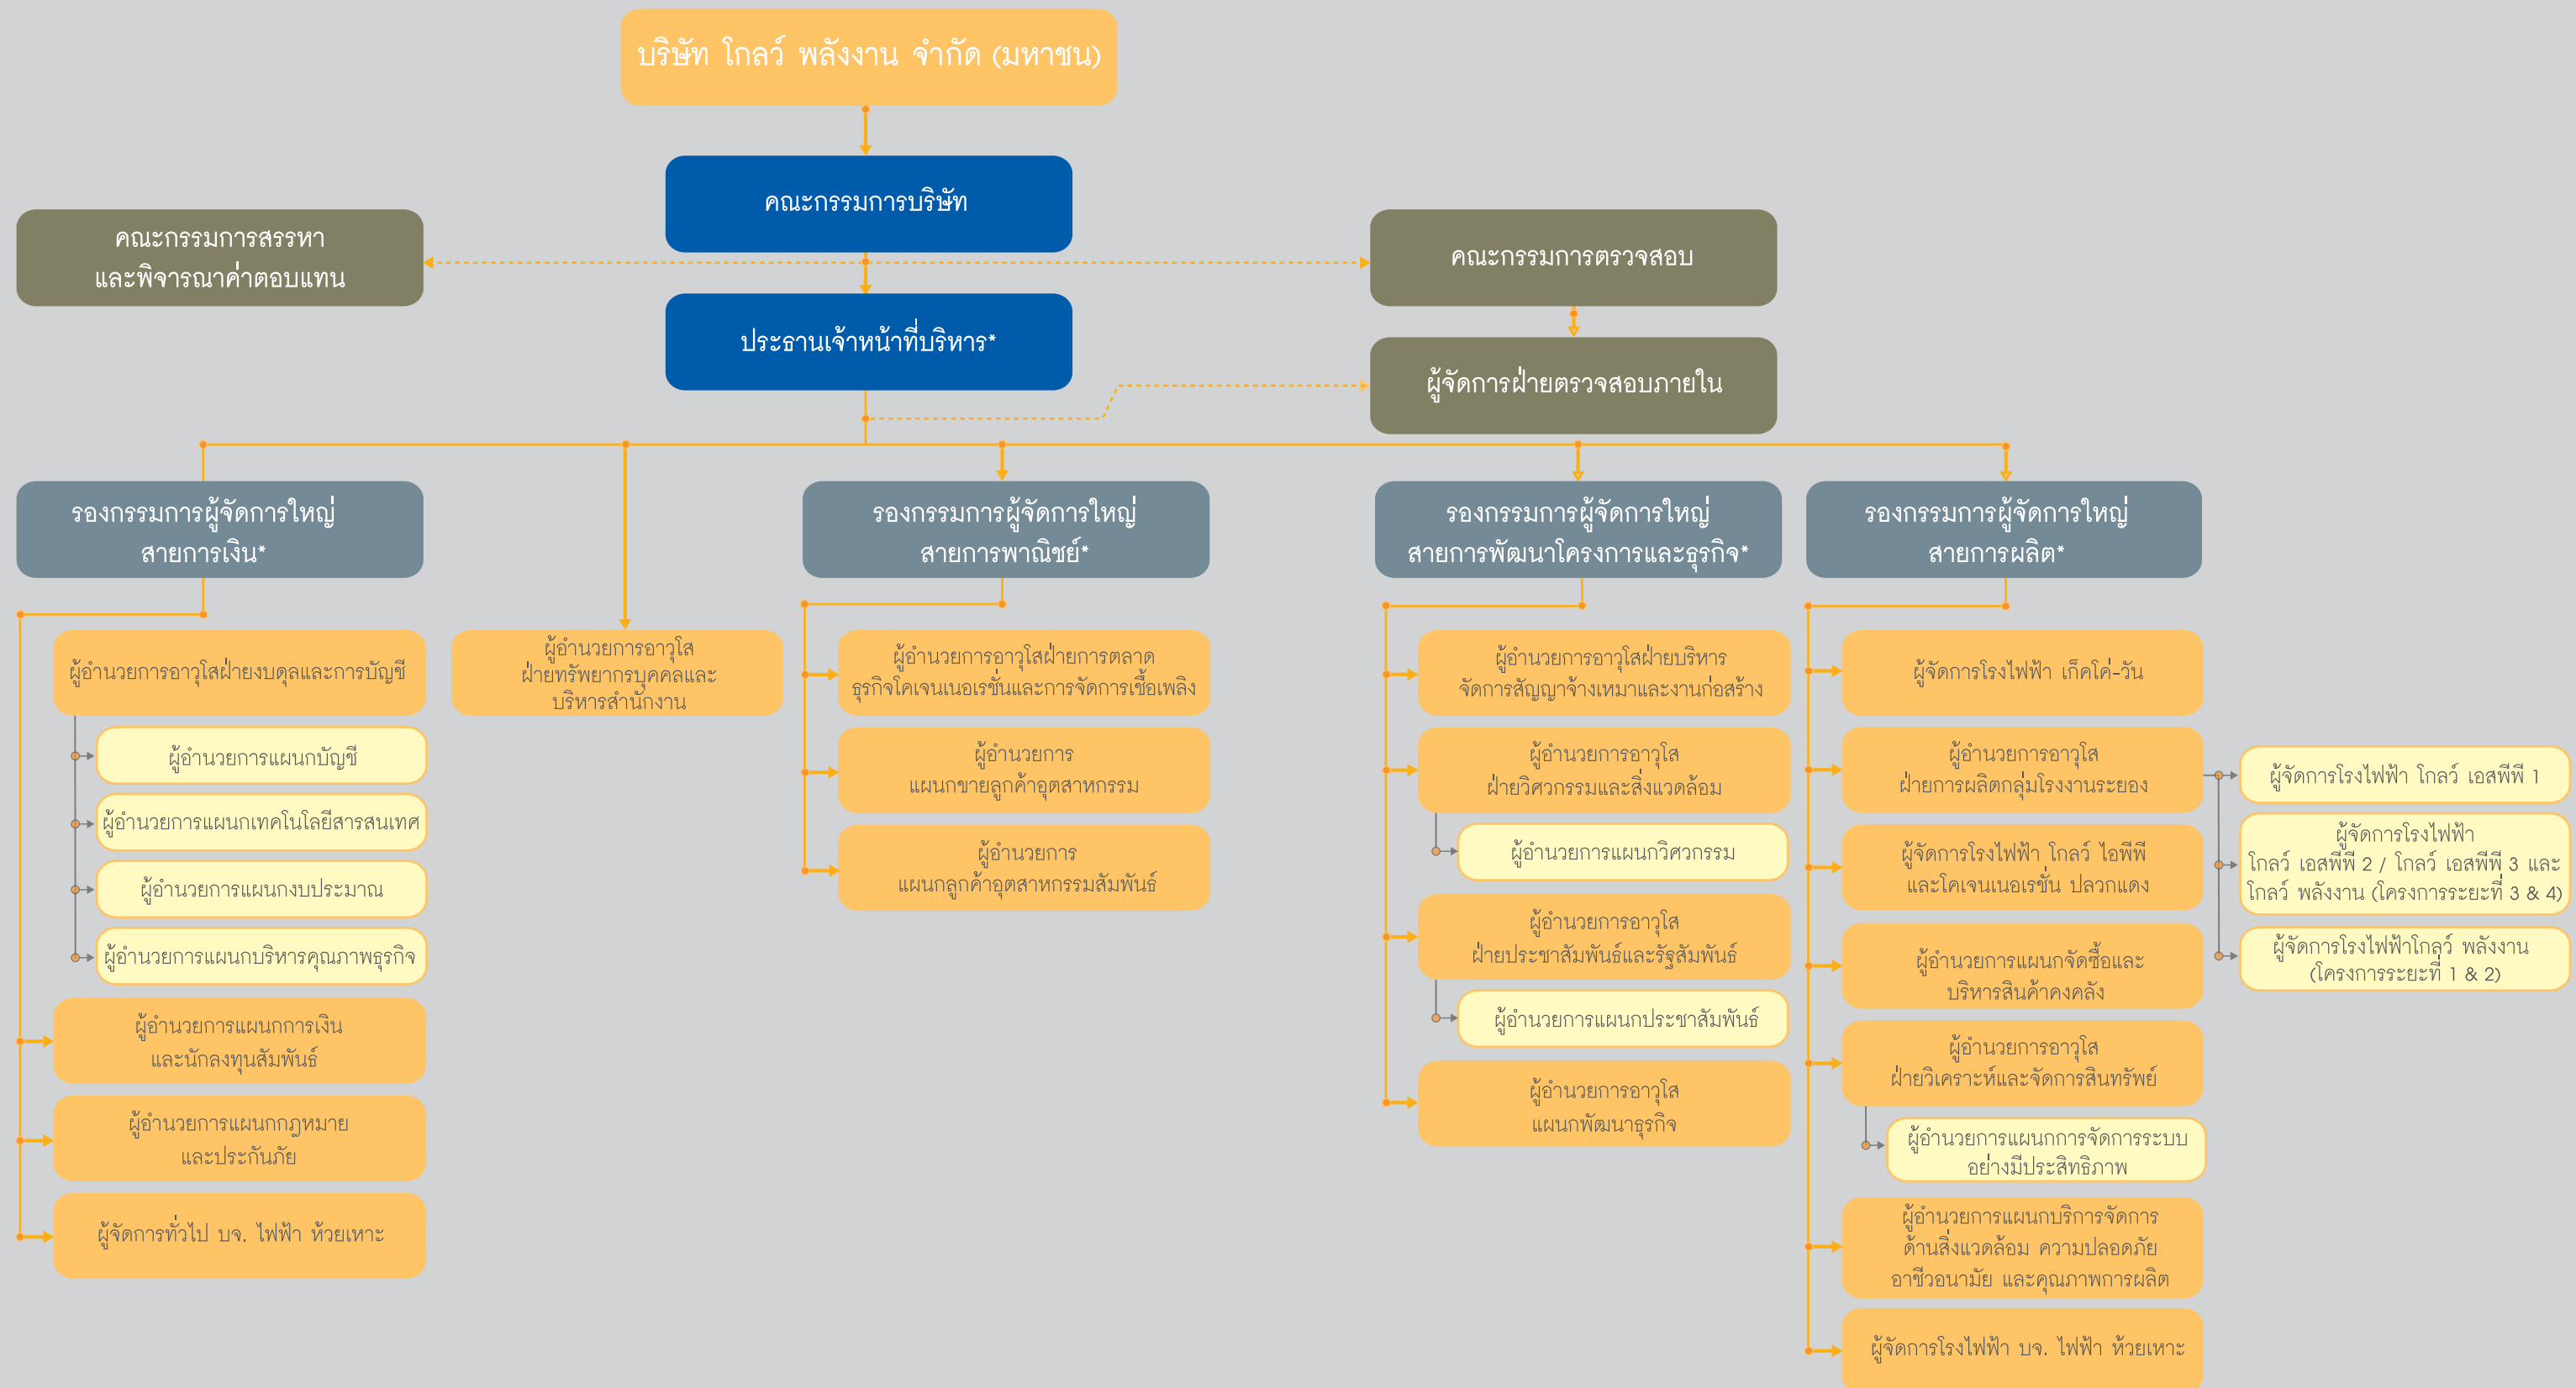 บริษัท โกลว์ พลังงาน จำกัด (มหาชน)
คณะกรรมการบริษัท
คณะกรรมการสรรหา
และพิจารณาค่าตอบแทน
คณะกรรมการตรวจสอบ
ประธานเจ้าหน้าที่บริหาร*
ผู้จัดการฝ่ายตรวจสอบภายใน
รองกรรมการผู้จัดการใหญ่
สายการเงิน*
ผู้อำนวยการอาวุโสฝ่ายงบดุลและการบัญชี
ผู้อำนวยการแผนกบัญชี
ผู้อำนวยการแผนกเทคโนโลยีสารสนเทศ
ผู้อำนวยการแผนกงบประมาณ
ผู้อำนวยการแผนกบริหารคุณภาพธุรกิจ
ผู้อำนวยการแผนกการเงิน
และนักลงทุนสัมพันธ์
ผู้อำนวยการแผนกกฎหมาย
และประกันภัย
ผู้จัดการทั่วไป บจ. ไฟฟ้า ห้วยเหาะ
ผู้อำนวยการอาวุโส
ฝ่ายทรัพยากรบุคคลและ
บริหารสำนักงาน
รองกรรมการผู้จัดการใหญ่
สายการพาณิชย์*
ผู้อำนวยการอาวุโสฝ่ายการตลาด
ธุรกิจโคเจนเนอเรชั่นและการจัดการเชื้อเพลิง
ผู้อำนวยการ
แผนกขายลูกค้าอุตสาหกรรม
ผู้อำนวยการ
แผนกลูกค้าอุตสาหกรรมสัมพันธ์
รองกรรมการผู้จัดการใหญ่
สายการพัฒนาโครงการและธุรกิจ*
ผู้อำนวยการอาวุโสฝ่ายบริหาร
จัดการสัญญาจ้างเหมาและงานก่อสร้าง
ผู้อำนวยการอาวุโส
ฝ่ายวิศวกรรมและสิ่งแวดล้อม
ผู้อำนวยการแผนกวิศวกรรม
ผู้อำนวยการอาวุโส
ฝ่ายประชาสัมพันธ์และรัฐสัมพันธ์
ผู้อำนวยการแผนกประชาสัมพันธ์
ผู้อำนวยการอาวุโส
แผนกพัฒนาธุรกิจ
รองกรรมการผู้จัดการใหญ่
สายการผลิต*
ผู้จัดการโรงไฟฟ้า เก็คโค่-วัน
ผู้อำนวยการอาวุโส
ฝ่ายการผลิตกลุ่มโรงงานระยอง
ผู้จัดการโรงไฟฟ้า โกลว์ เอสพีพี 1
ผู้จัดการโรงไฟฟ้า
โกลว์ เอสพีพี 2 / โกลว์ เอสพีพี 3 และ
โกลว์ พลังงาน (โครงการระยะที่ 3 & 4)
ผู้จัดการโรงไฟฟ้าโกลว์ พลังงาน
(โครงการระยะที่ 1 & 2)
ผู้จัดการโรงไฟฟ้า โกลว์ ไอพีพี
และโคเจนเนอเรชั่น ปลวกแดง
ผู้อำนวยการแผนกจัดซื้อและ
บริหารสินค้าคงคลัง
ผู้อำนวยการอาวุโส
ฝ่ายวิเคราะห์และจัดการสินทรัพย์
ผู้อำนวยการแผนกการจัดการระบบ
อย่างมีประสิทธิภาพ
ผู้อำนวยการแผนกบริการจัดการ
ด้านสิ่งแวดล้อม ความปลอดภัย
อาชีวอนามัย และคุณภาพการผลิต
ผู้จัดการโรงไฟฟ้า บจ. ไฟฟ้า ห้วยเหาะ